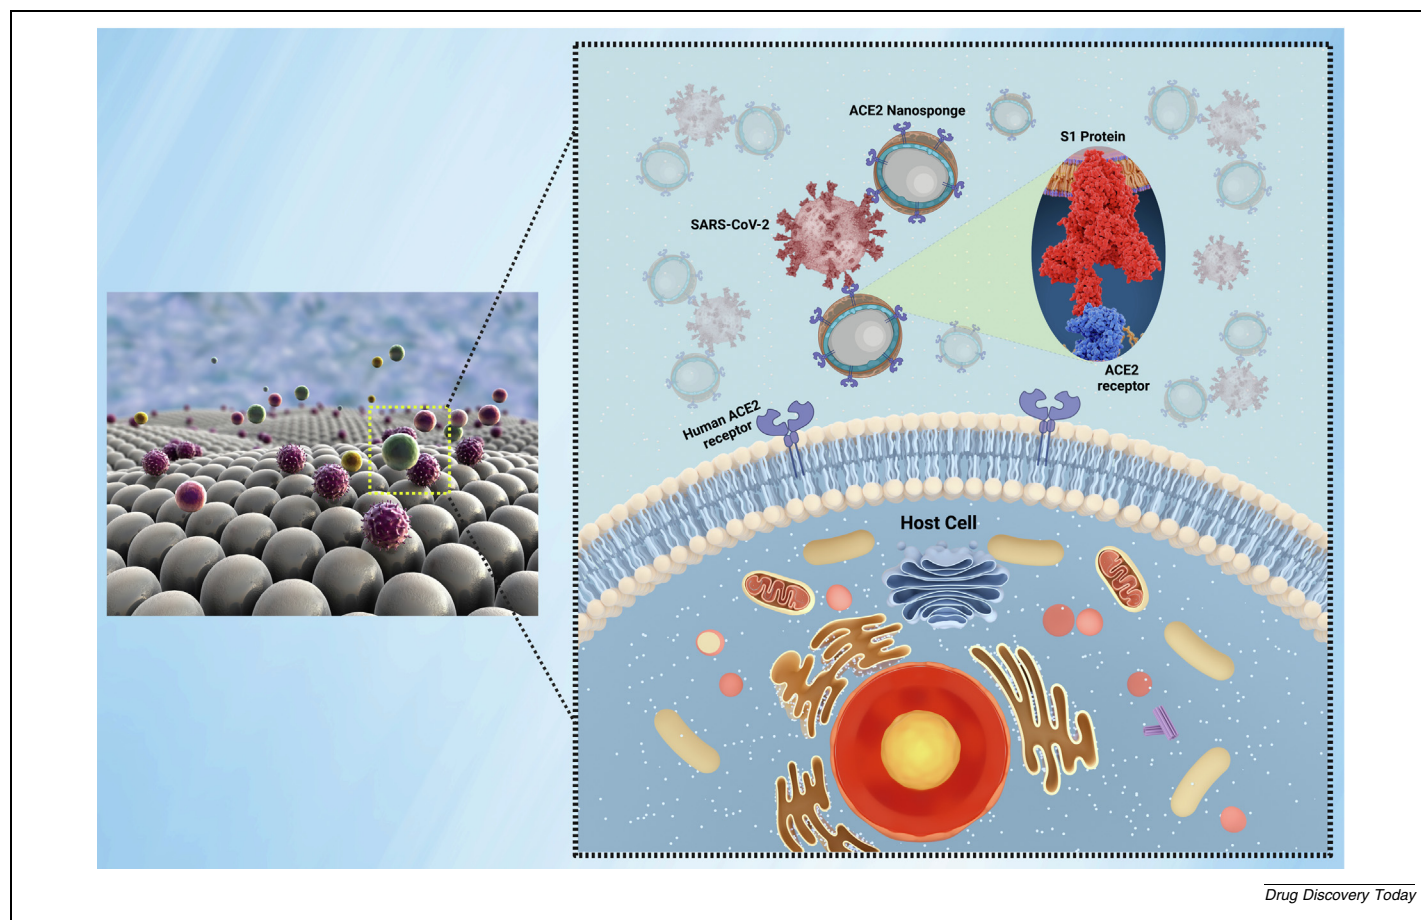 ACE2 Nanosponge
S1 Protein
SARS-CoV-2
ACE2
receptor
Human ACE2
receptor
Host Cell
Drug Discovery Today